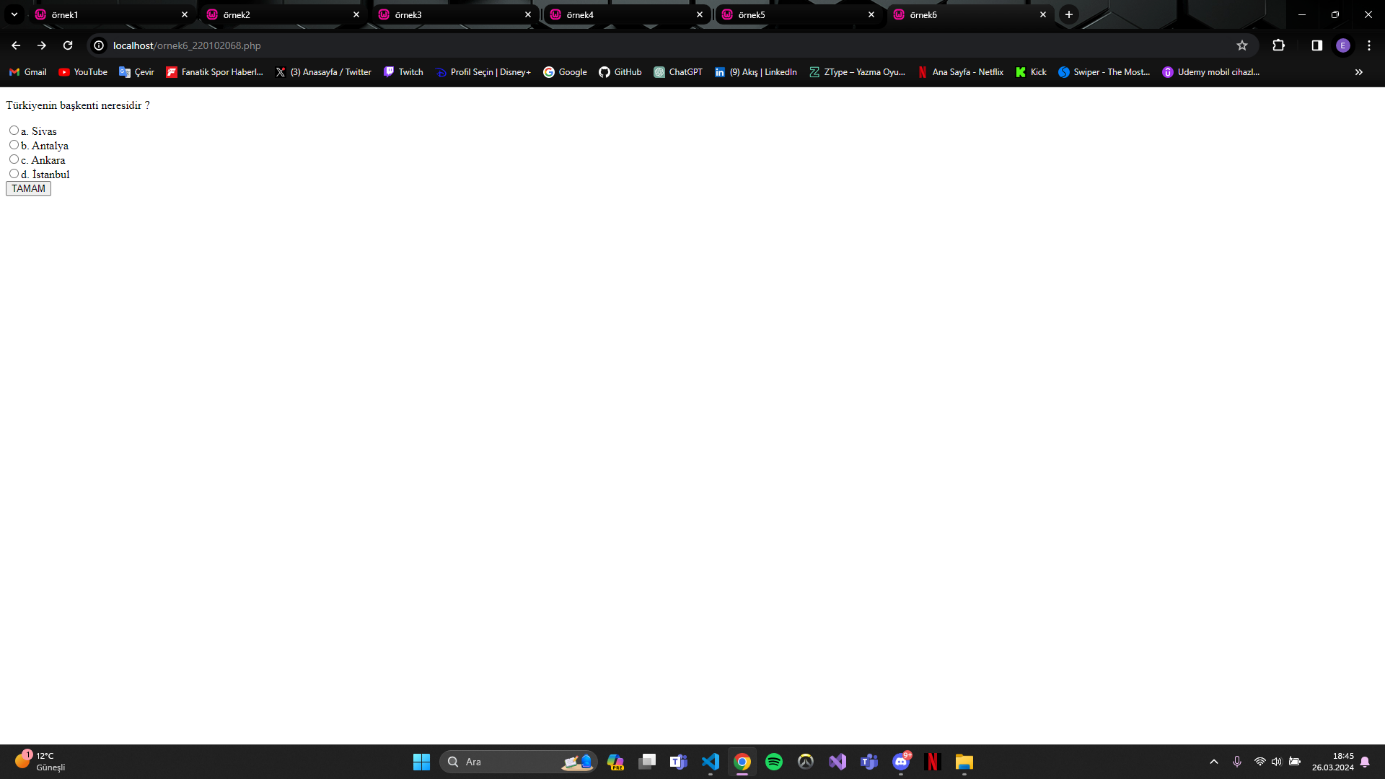 örnek1
örnek2
örnek3
örnek4
örnek5
örnek6
localhost/ornek6_220102068.php
E
Gmail
YouTube
Çevir
Fanatik Spor Haberl...
(3) Anasayfa / Twitter
Twitch
Profil Seçin | Disney+
Google
GitHub
ChatGPT
(9) Akış | LinkedIn
ZType – Yazma Oyu...
Ana Sayfa - Netflix
Kick
Swiper - The Most...
Udemy mobil cihazl...
Türkiyenin başkenti neresidir ?
a. Sivas
b. Antalya
c. Ankara
d. İstanbul
TAMAM
1
12°C
Güneşli
Ara
PRE
9+
18:45
26.03.2024